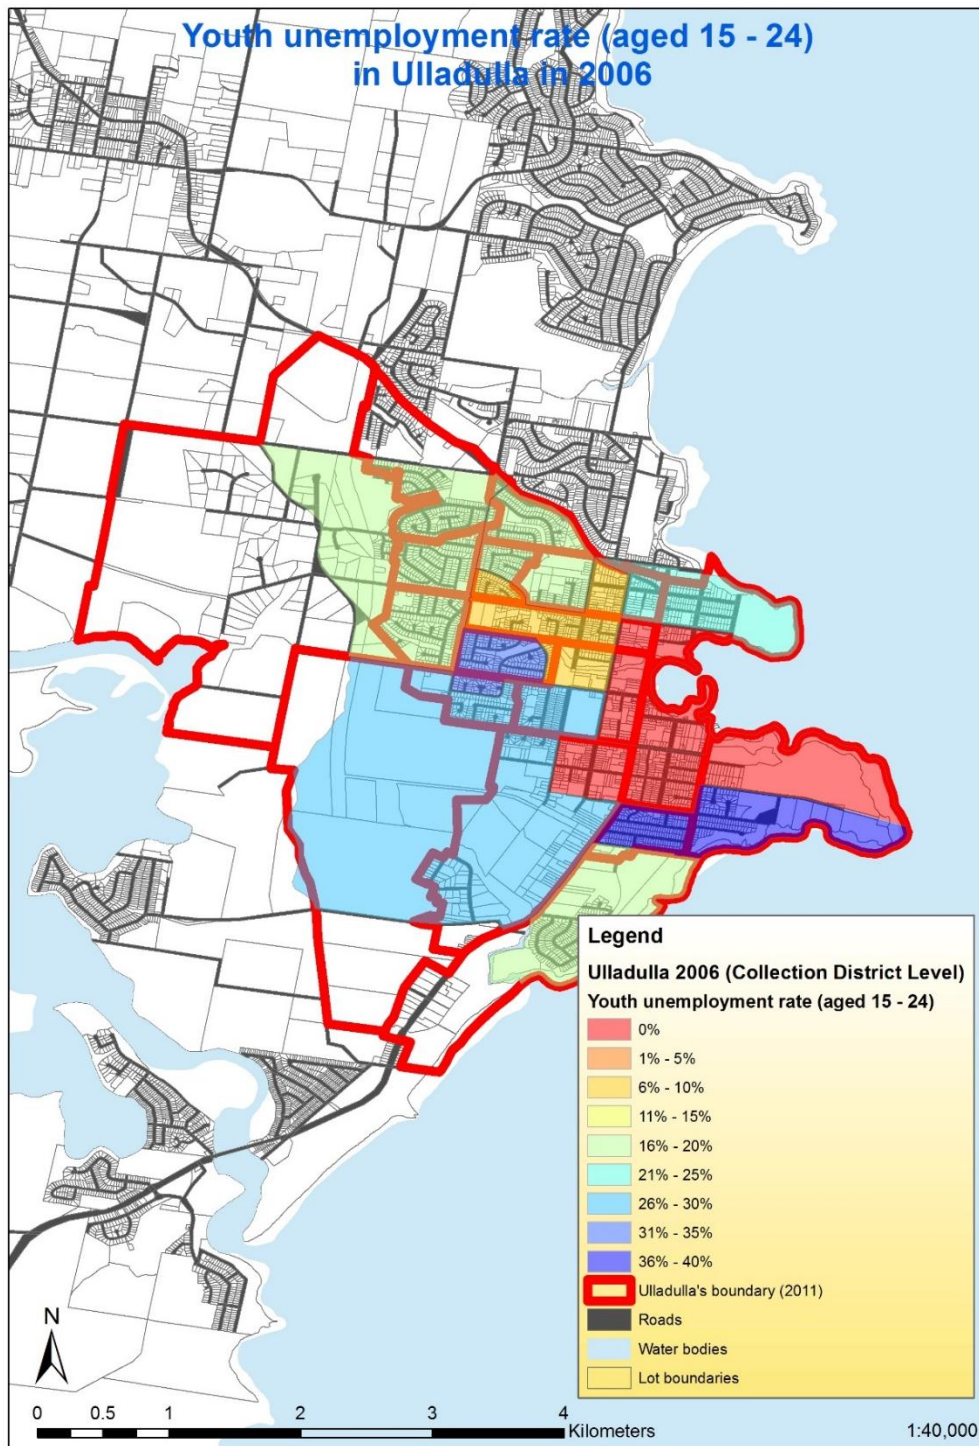 Youth unemployment rate (aged 15 - 24)
in Ulladulla in 2006
Legend
Ulladulla 2006 (Collection District Level)
Youth unemployment rate (aged 15 - 24)
0%
1% - 5%
6% - 10%
11% - 15%
16% - 20%
21% - 25%
26% - 30%
31% - 35%
36% - 40%
Ulladulla's boundary (2011)
Roads
Water bodies
Lot boundaries
N
0 0.5 1 2 3 4
Kilometers
1:40,000